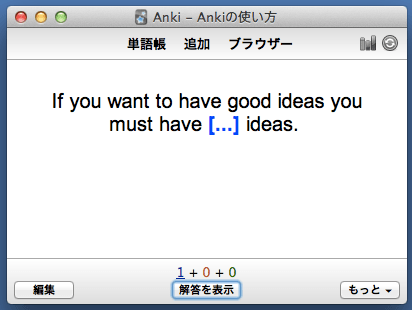 Anki – Ankiの使い方
単語帳 追加 ブラウザー
If you want to have good ideas you
must have [...] ideas.
1 + 0 + 0
編集 解答を表示 もっと